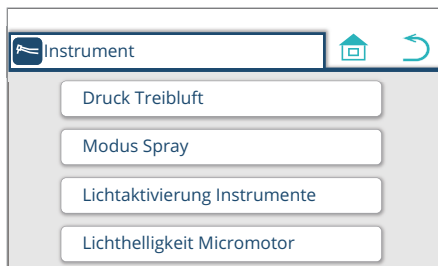 Instrument
Druck Treibluft
Modus Spray
Lichtaktivierung Instrumente
Lichthelligkeit Micromotor